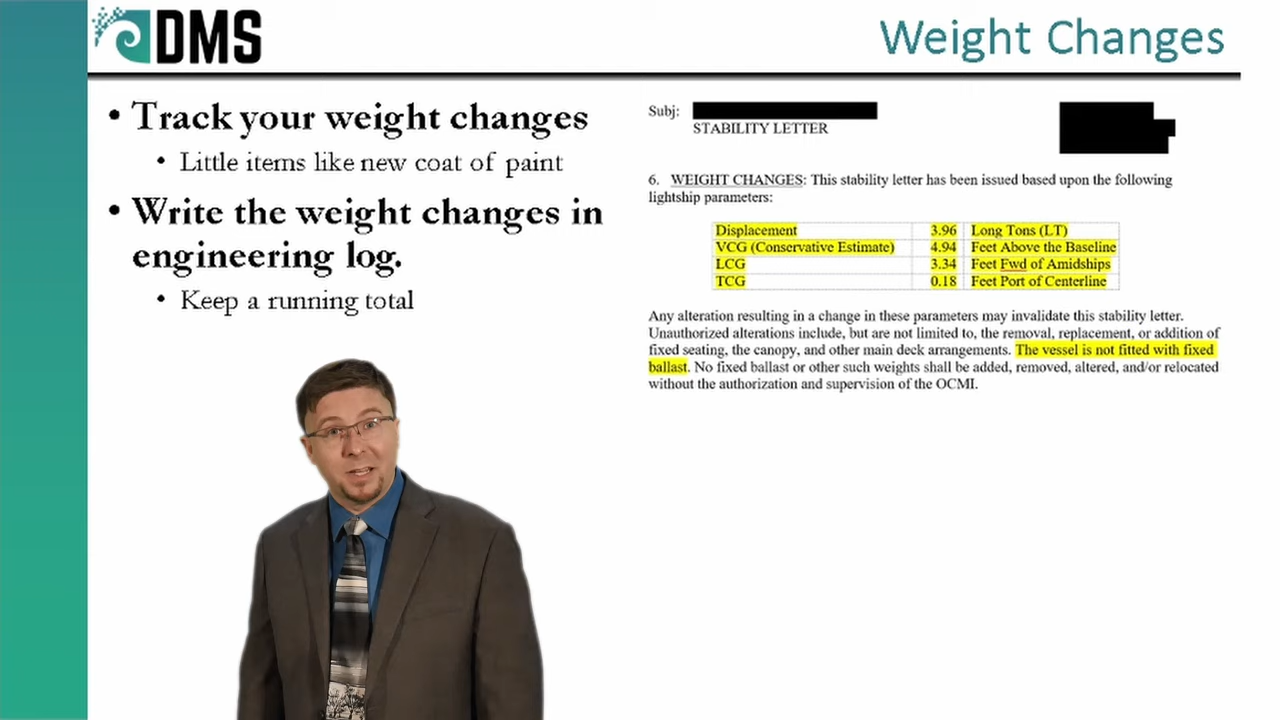 DMS
Weight Changes
• Track your weight changes
• Little items like new coat of paint
• Write the weight changes in
engineering log.
• Keep a running total
Subj:
STABILITY LETTER
6. WEIGHT CHANGES: This stability letter has been issued based upon the following
lightship parameters:
Displacement 3.96 Long Tons (LT)
VCG (Conservative Estimate) 4.94 Feet Above the Baseline
LCG 3.34 Feet Fwd of Amidships
TCG 0.18 Feet Port of Centerline
Any alteration resulting in a change in these parameters may invalidate this stability letter.
Unauthorized alterations include, but are not limited to, the removal, replacement, or addition of
fixed seating, the canopy, and other main deck arrangements. The vessel is not fitted with fixed
ballast. No fixed ballast or other such weights shall be added, removed, altered, and/or relocated
without the authorization and supervision of the OCMI.